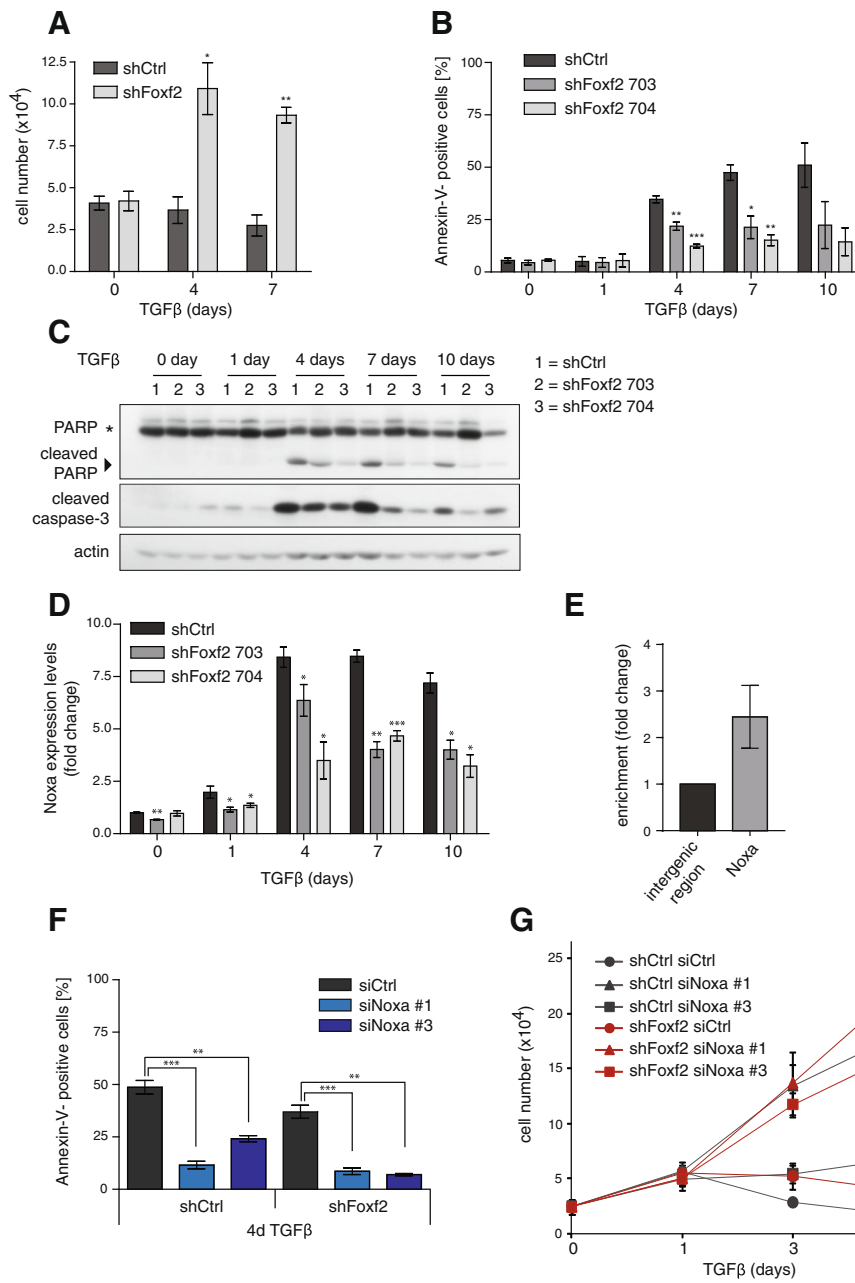 A
cell number (x10⁴)
12.5
10.0
7.5
5.0
2.5
0.0
shCtrl
shFoxf2
*
**
0 4 7
TGFβ (days)
B
Annexin-V- positive cells [%]
100
75
50
25
0
shCtrl
shFoxf2 703
shFoxf2 704
** *** * **
0 1 4 7 10
TGFβ (days)
C
TGFβ 0 day 1 day 4 days 7 days 10 days
1 2 3 1 2 3 1 2 3 1 2 3 1 2 3
1 = shCtrl
2 = shFoxf2 703
3 = shFoxf2 704
PARP *
cleaved
PARP
cleaved
caspase-3
actin
D
Noxa expression levels
(fold change)
10.0
7.5
5.0
2.5
0.0
shCtrl
shFoxf2 703
shFoxf2 704
** * * * * ** *** * *
0 1 4 7 10
TGFβ (days)
E
enrichment (fold change)
4
3
2
1
0
intergenic
region
Noxa
F
Annexin-V- positive cells [%]
100
75
50
25
0
siCtrl
siNoxa #1
siNoxa #3
**
***
**
***
shCtrl shFoxf2
4d TGFβ
G
cell number (x10⁴)
25
20
15
10
5
0
shCtrl siCtrl
shCtrl siNoxa #1
shCtrl siNoxa #3
shFoxf2 siCtrl
shFoxf2 siNoxa #1
shFoxf2 siNoxa #3
0 1 3
TGFβ (days)